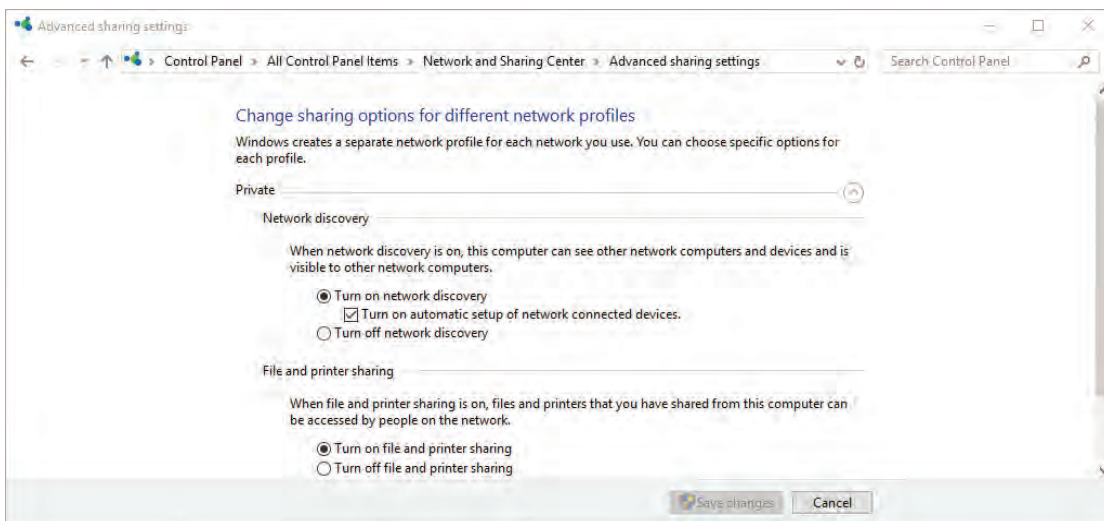 Advanced sharing settings
Control Panel > All Control Panel Items > Network and Sharing Center > Advanced sharing settings
Search Control Panel
Change sharing options for different network profiles
Windows creates a separate network profile for each network you use. You can choose specific options for
each profile.
Private
Network discovery
When network discovery is on, this computer can see other network computers and devices and is
visible to other network computers.
Turn on network discovery
Turn on automatic setup of network connected devices.
Turn off network discovery
File and printer sharing
When file and printer sharing is on, files and printers that you have shared from this computer can
be accessed by people on the network.
Turn on file and printer sharing
Turn off file and printer sharing
Save changes
Cancel